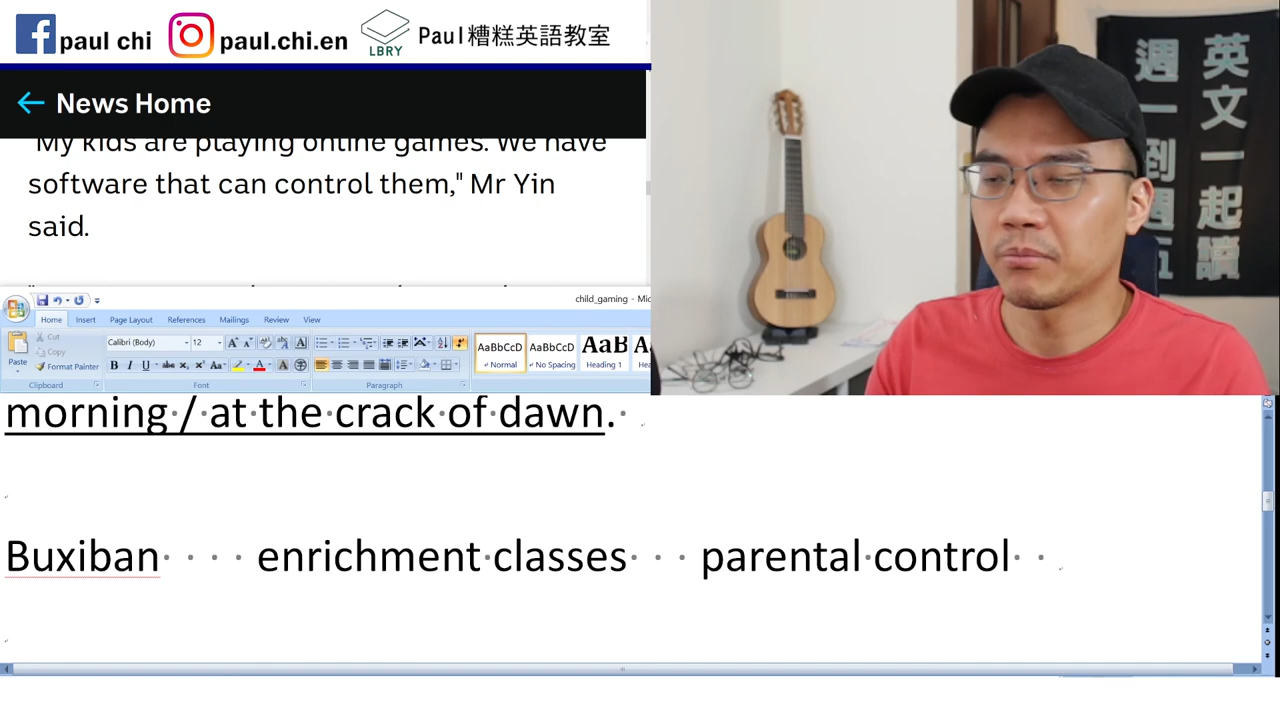 paul chi
paul.chi.en
LBRY
Paul糟糕英語教室
News Home
"My kids are playing online games. We have
software that can control them," Mr Yin
said.
child_gaming - Mic
Home Insert Page Layout References Mailings Review View
Paste
Cut
Copy
Format Painter
Clipboard
Calibri (Body) 12
Font
Paragraph
AaBbCcD AaBbCcD AaB
Normal No Spacing Heading 1
morning / at the crack of dawn.
Buxiban enrichment classes parental control
英文一起讀
週一到週五